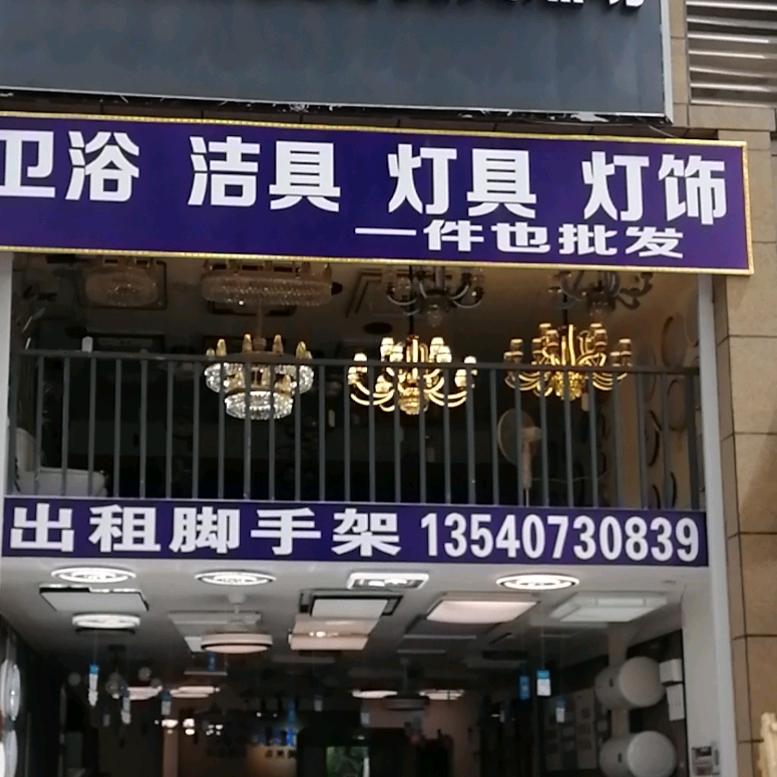 卫浴 洁具 灯具 灯饰
一件也批发
出租脚手架 13540730839